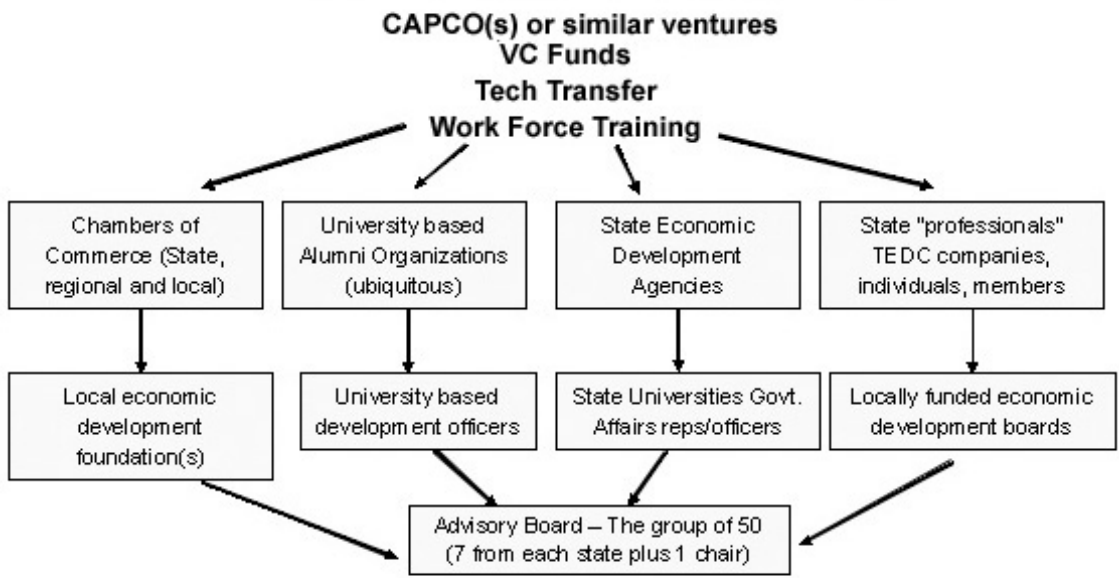 CAPCO(s) or similar ventures
VC Funds
Tech Transfer
Work Force Training
Chambers of
Commerce (State,
regional and local)
University based
Alumni Organizations
(ubiquitous)
State Economic
Development
Agencies
State "professionals"
TEDC companies,
individuals, members
Local economic
development
foundation(s)
University based
development officers
State Universities Govt.
Affairs reps/officers
Locally funded economic
development boards
Advisory Board – The group of 50
(7 from each state plus 1 chair)